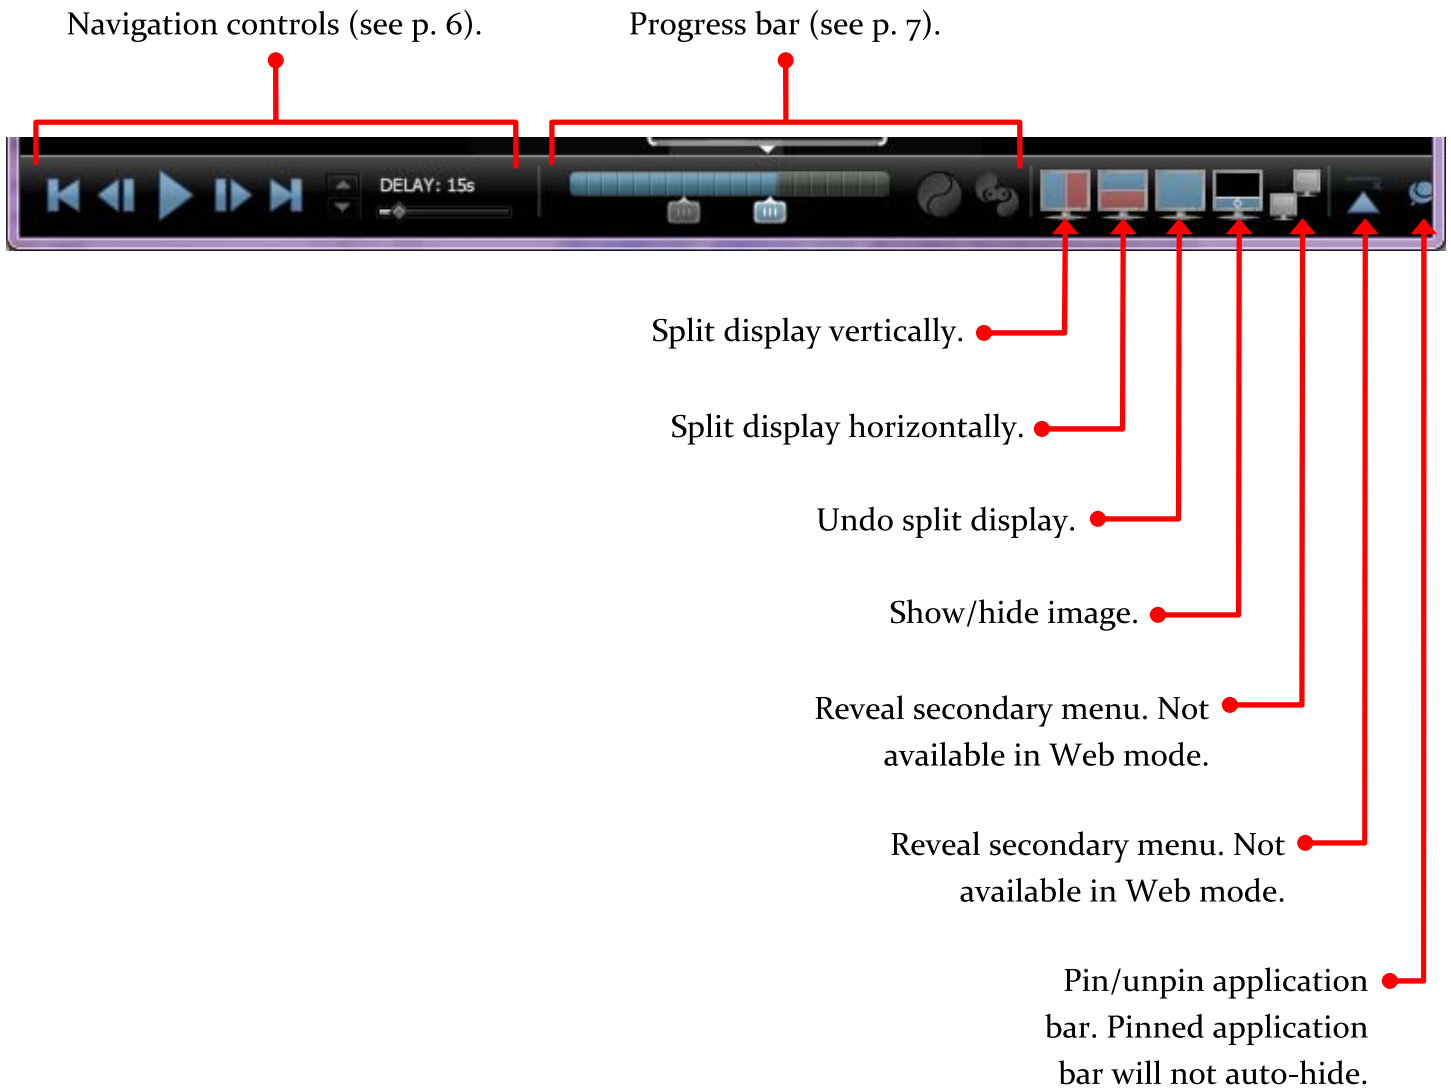 Navigation controls (see p. 6).
Progress bar (see p. 7).
DELAY: 15s
Split display vertically.
Split display horizontally.
Undo split display.
Show/hide image.
Reveal secondary menu. Not
available in Web mode.
Reveal secondary menu. Not
available in Web mode.
Pin/unpin application
bar. Pinned application
bar will not auto-hide.